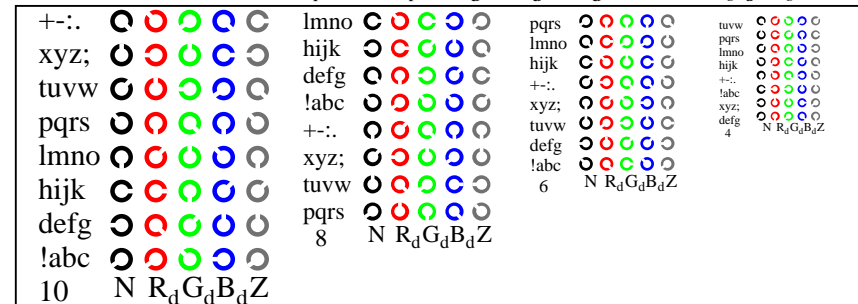 +-:.
xyz;
tuvw
pqrs
lmno
hijk
defg
!abc
10 N RdGdBdZ
lmno
hijk
defg
!abc
+-:.
xyz;
tuvw
pqrs
8 N RdGdBdZ
pqrs
lmno
hijk
+-:.
xyz;
tuvw
defg
!abc
6 N RdGdBdZ
tuvw
pqrs
lmno
hijk
+-:.
!abc
xyz;
defg
4 N RdGdBdZ